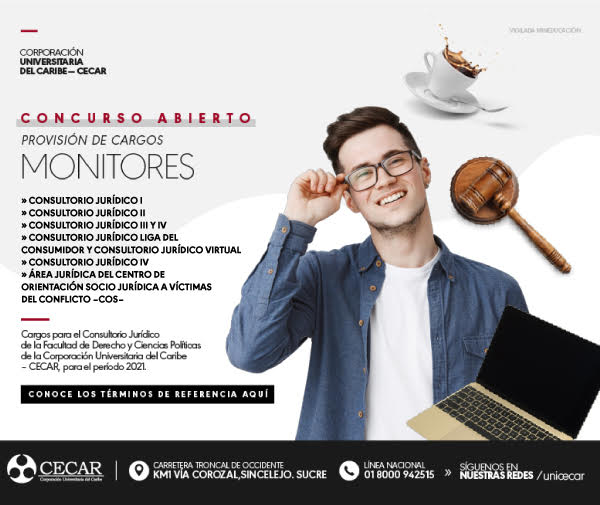 VIGILADA MINEDUCACIÓN
CORPORACIÓN
UNIVERSITARIA
DEL CARIBE – CECAR
CONCURSO ABIERTO
PROVISIÓN DE CARGOS
MONITORES
» CONSULTORIO JURÍDICO I
» CONSULTORIO JURÍDICO II
» CONSULTORIO JURÍDICO III Y IV
» CONSULTORIO JURÍDICO LIGA DEL
CONSUMIDOR Y CONSULTORIO JURÍDICO VIRTUAL
» CONSULTORIO JURÍDICO IV
» ÁREA JURÍDICA DEL CENTRO DE
ORIENTACIÓN SOCIO JURÍDICA A VÍCTIMAS
DEL CONFLICTO –COS–
Cargos para el Consultorio Jurídico
de la Facultad de Derecho y Ciencias Políticas
de la Corporación Universitaria del Caribe
– CECAR, para el período 2021.
CONOCE LOS TÉRMINOS DE REFERENCIA AQUÍ
CECAR
Corporación Universitaria del Caribe
CARRETERA TRONCAL DE OCCIDENTE
KM1 VÍA COROZAL,SINCELEJO. SUCRE
LÍNEA NACIONAL
01 8000 942515
» SÍGUENOS EN
NUESTRAS REDES /unicecar